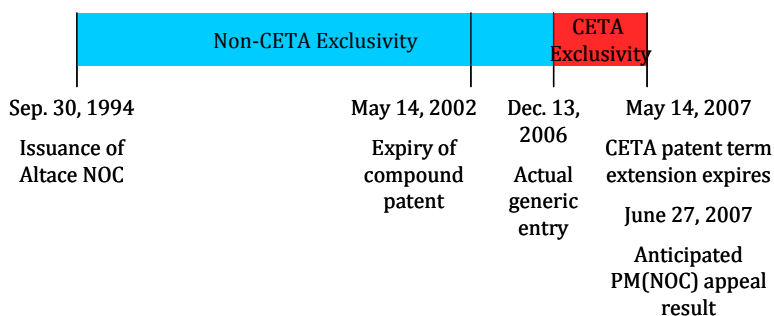 Non-CETA Exclusivity
CETA
Exclusivity
Sep. 30, 1994
Issuance of
Altace NOC
May 14, 2002
Expiry of
compound
patent
Dec. 13,
2006
Actual
generic
entry
May 14, 2007
CETA patent term
extension expires
June 27, 2007
Anticipated
PM(NOC) appeal
result